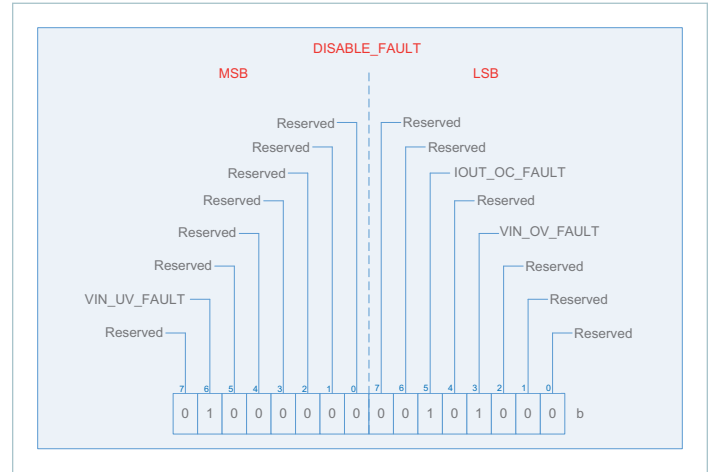 DISABLE_FAULT
MSB LSB
Reserved Reserved
Reserved Reserved
Reserved IOUT_OC_FAULT
Reserved Reserved
Reserved VIN_OV_FAULT
Reserved Reserved
VIN_UV_FAULT Reserved
Reserved Reserved
7 6 5 4 3 2 1 0 7 6 5 4 3 2 1 0
0 1 0 0 0 0 0 0 0 0 1 0 1 0 0 0 b